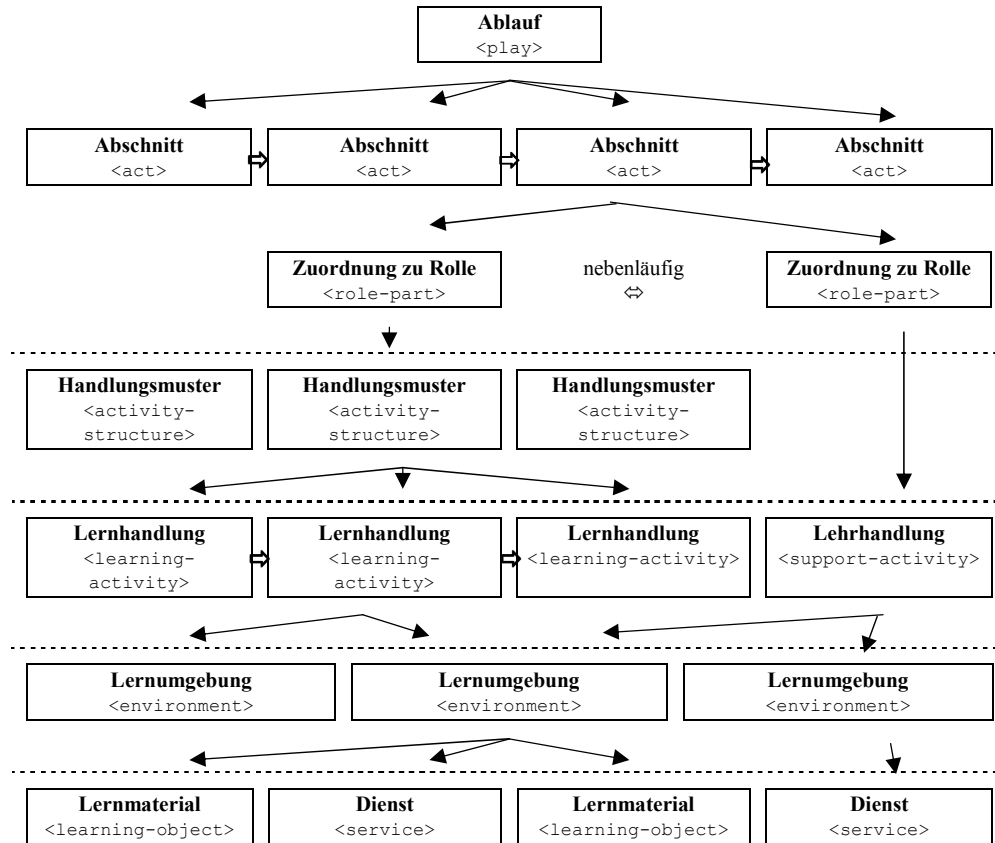 Ablauf
<play>
Abschnitt
<act>
Abschnitt
<act>
Abschnitt
<act>
Abschnitt
<act>
Zuordnung zu Rolle
<role-part>
nebenläufig
⬄
Zuordnung zu Rolle
<role-part>
Handlungsmuster
<activity-
structure>
Handlungsmuster
<activity-
structure>
Handlungsmuster
<activity-
structure>
Lernhandlung
<learning-
activity>
Lernhandlung
<learning-
activity>
Lernhandlung
<learning-activity>
Lehrhandlung
<support-activity>
Lernumgebung
<environment>
Lernumgebung
<environment>
Lernumgebung
<environment>
Lernmaterial
<learning-object>
Dienst
<service>
Lernmaterial
<learning-object>
Dienst
<service>